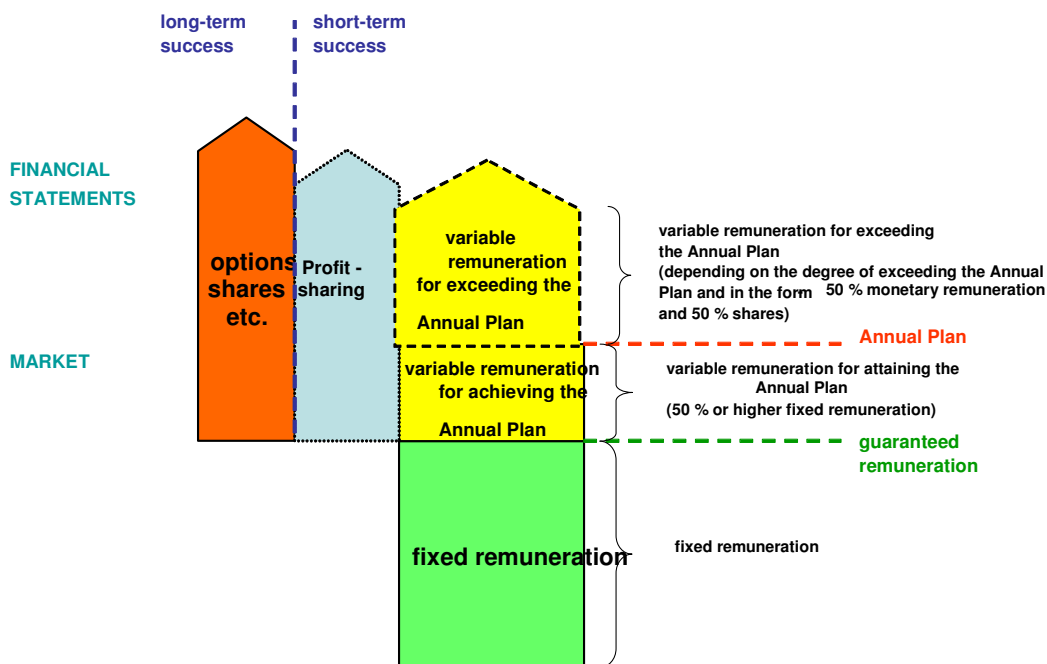 long-term
success
short-term
success
FINANCIAL
STATEMENTS
MARKET
options
shares
etc.
Profit -
sharing
variable
remuneration
for exceeding the
Annual Plan
variable remuneration
for achieving the
Annual Plan
fixed remuneration
variable remuneration for exceeding
the Annual Plan
(depending on the degree of exceeding the Annual
Plan and in the form - 50 % monetary remuneration
and 50 % shares)
Annual Plan
variable remuneration for attaining the
Annual Plan
(50 % or higher fixed remuneration)
guaranteed
remuneration
fixed remuneration